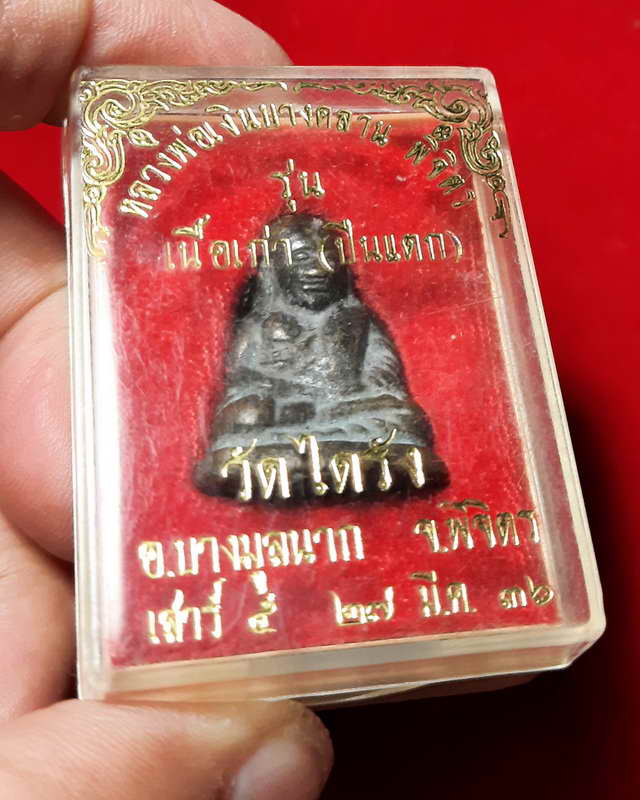 หลวงพ่อเงินบางคลาน พิจิตร
รุ่น
เนื้อเก่า (ปืนแตก)
วัดไดรัง
อ.บางมูลนาก จ.พิจิตร
เสาร์ ๕ ๒๗ มี.ค. ๓๖